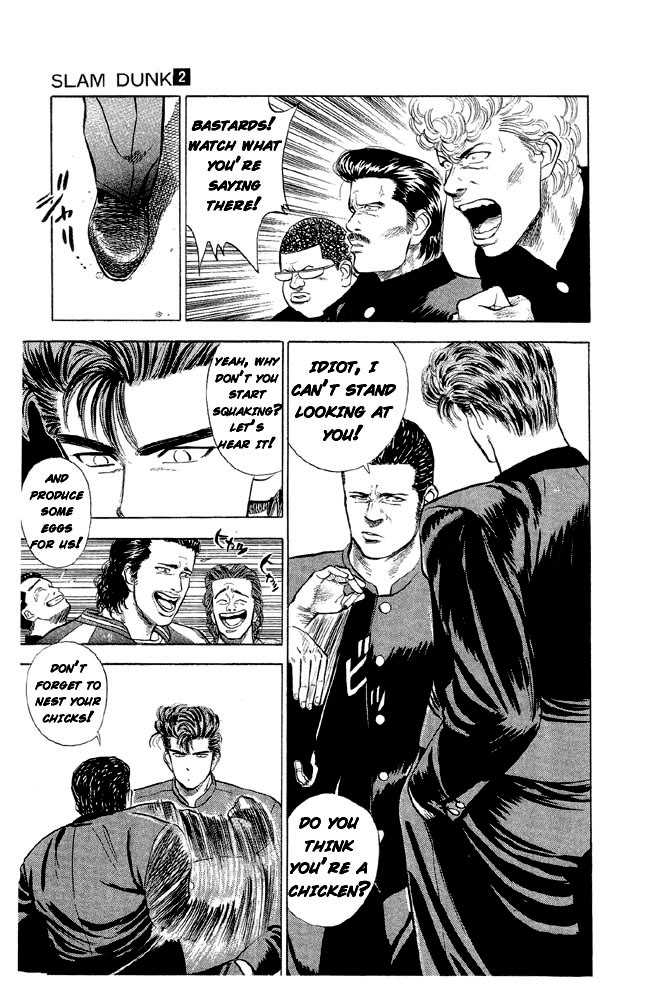 SLAM DUNK 2
BASTARDS!
WATCH WHAT
YOU'RE
SAYING
THERE!
IDIOT, I
CAN'T STAND
LOOKING AT
YOU!
DO YOU
THINK
YOU'RE A
CHICKEN?
YEAH, WHY
DON'T YOU
START
SQUAKING?
LET'S
HEAR IT!
AND
PRODUCE
SOME
EGGS
FOR US!
DON'T
FORGET TO
NEST YOUR
CHICKS!